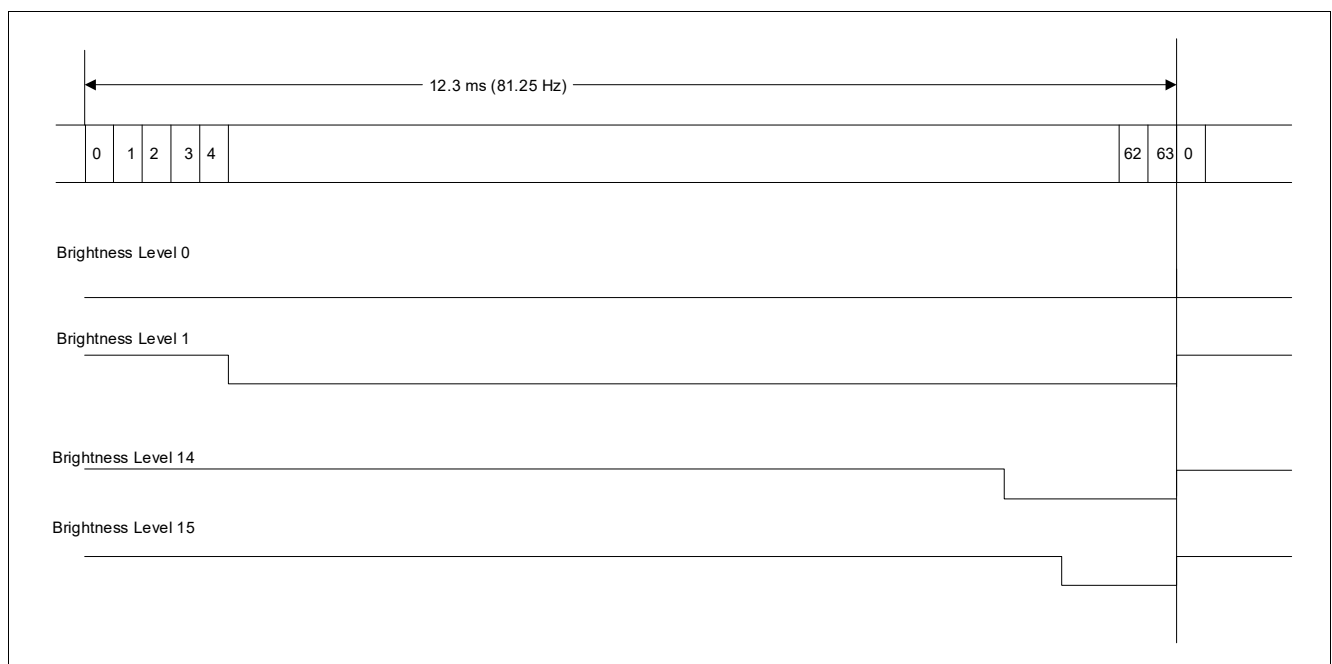 12.3 ms (81.25 Hz)
0 1 2 3 4 62 63 0
Brightness Level 0
Brightness Level 1
Brightness Level 14
Brightness Level 15